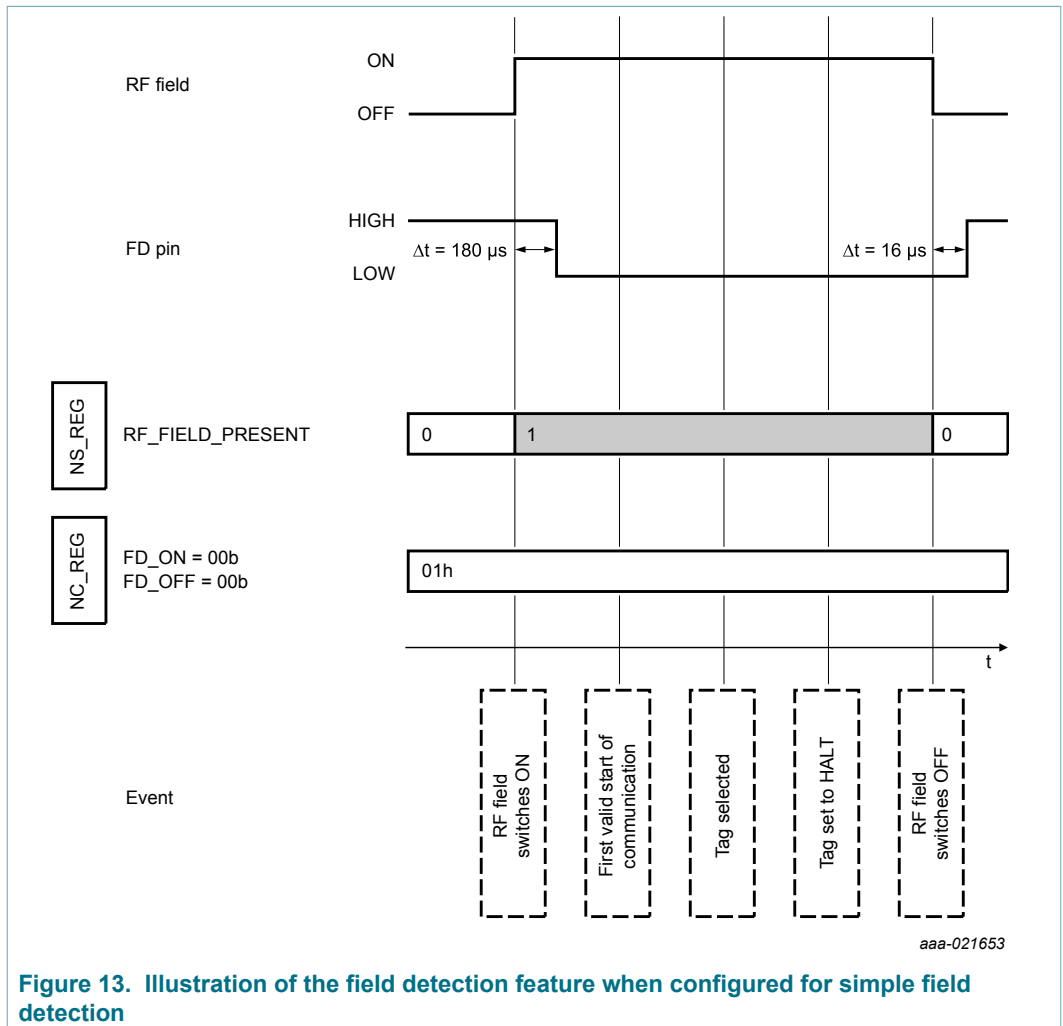 RF field
ON
OFF
FD pin
HIGH
Δt = 180 µs
Δt = 16 µs
LOW
NS_REG
RF_FIELD_PRESENT
0
1
0
NC_REG
FD_ON = 00b
FD_OFF = 00b
01h
t
Event
RF field
switches ON
First valid start of
communication
Tag selected
Tag set to HALT
RF field
switches OFF
aaa-021653
Figure 13. Illustration of the field detection feature when configured for simple field
detection